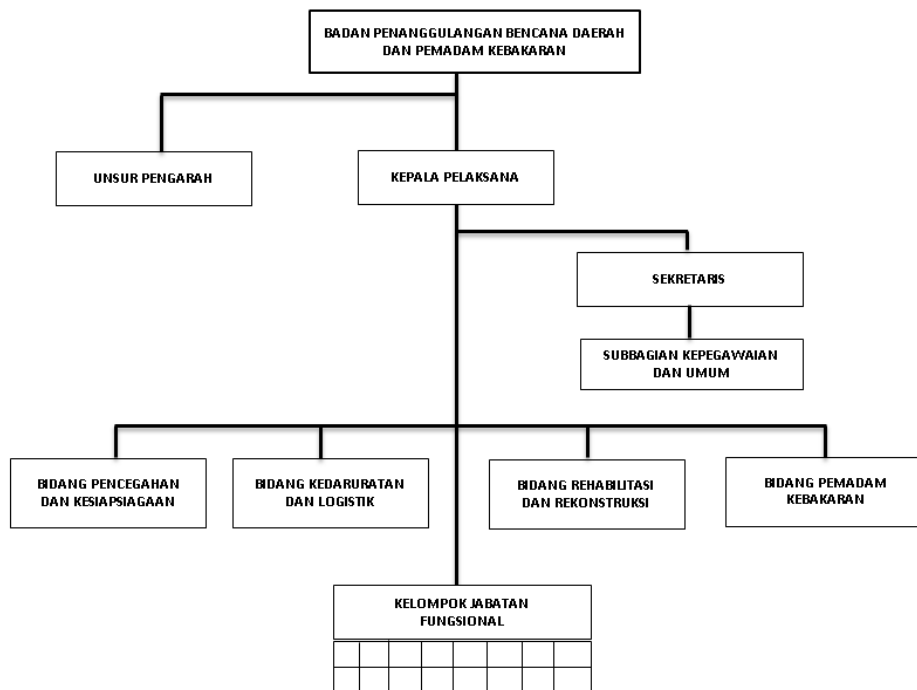 BADAN PENANGGULANGAN BENCANA DAERAH
DAN PEMADAM KEBAKARAN
UNSUR PENGARAH
KEPALA PELAKSANA
SEKRETARIS
SUBBAGIAN KEPEGAWAIAN
DAN UMUM
BIDANG PENCEGAHAN
DAN KESIAPSIAGAAN
BIDANG KEDARURATAN
DAN LOGISTIK
BIDANG REHABILITASI
DAN REKONSTRUKSI
BIDANG PEMADAM
KEBAKARAN
KELOMPOK JABATAN
FUNGSIONAL